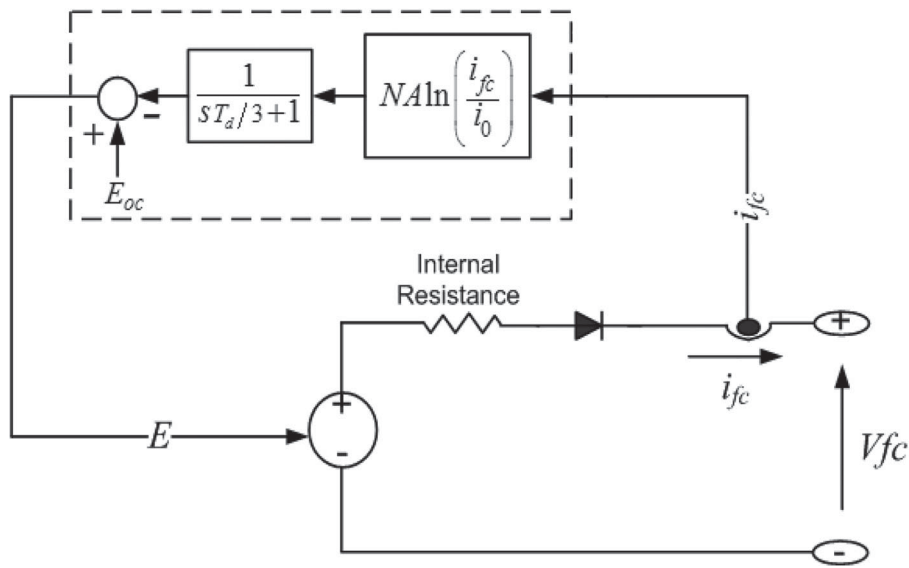 1 / (sT_d/3+1)
NA ln(i_fc / i_0)
+
-
E_oc
i_fc
Internal
Resistance
+
i_fc
+
-
E
Vfc
-